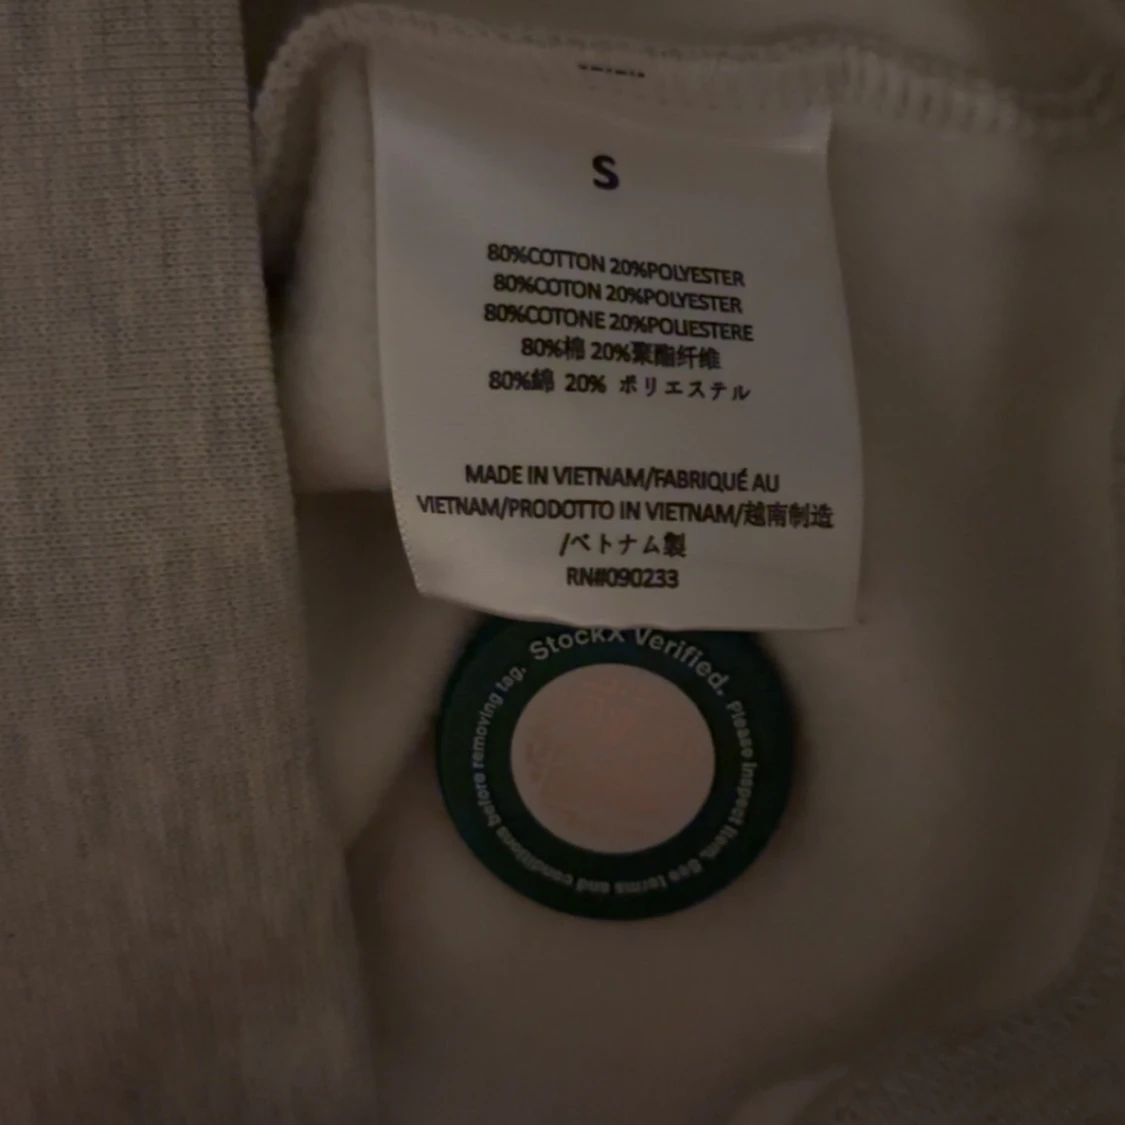 S
80%COTTON 20%POLYESTER
80%COTON 20%POLYESTER
80%COTONE 20%POLIESTERE
80%棉 20%聚酯纤维
80%綿 20% ポリエステル
MADE IN VIETNAM/FABRIQUÉ AU
VIETNAM/PRODOTTO IN VIETNAM/越南制造
/ベトナム製
RN#090233
StockX Verified.
Please inspect item. See terms and conditions before removing tag.